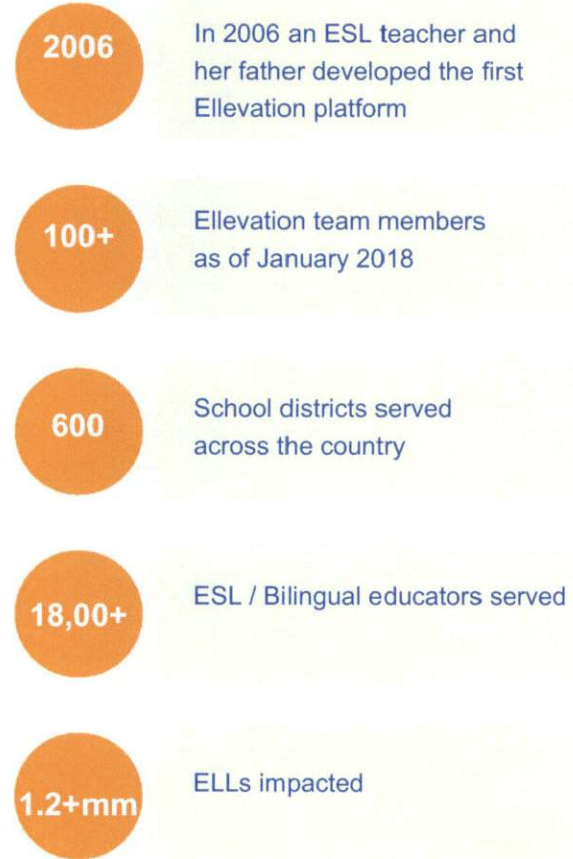 2006
In 2006 an ESL teacher and
her father developed the first
Ellevation platform
100+
Ellevation team members
as of January 2018
600
School districts served
across the country
18,00+
ESL / Bilingual educators served
1.2+mm
ELLs impacted